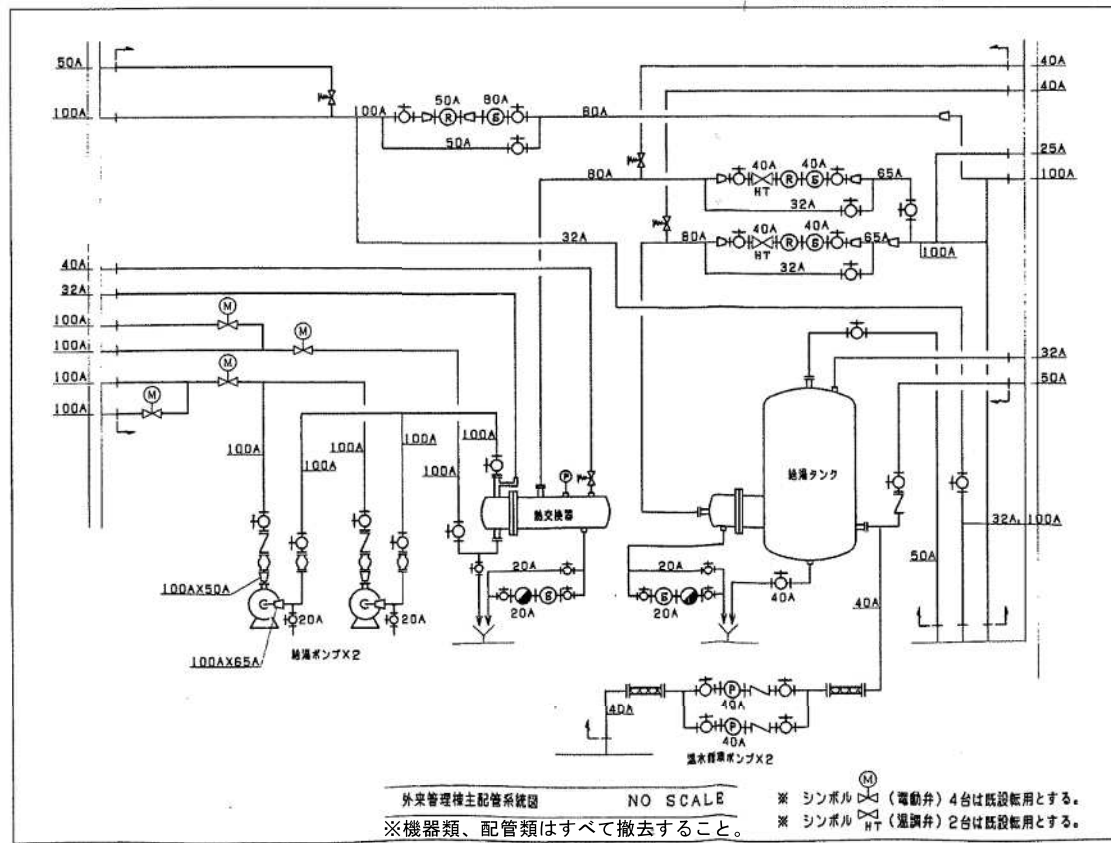 50A
40A
40A
100A
100A
50A
80A
80A
50A
R
S
25A
100A
80A
40A
40A
65A
HT
R
S
32A
32A
80A
40A
40A
65A
HT
R
S
32A
100A
40A
32A
100A
M
100A
M
100A
M
100A
M
32A
50A
100A
100A
100A
100A
100A
100A
P
熱交換器
給湯タンク
32A, 100A
50A
40A
100AX50A
20A
20A
20A
20A
S
20A
20A
S
40A
100AX65A
給湯ポンプX2
40A
P
40A
P
40A
温水循環ポンプX2
外来管理棟主配管系統図 NO SCALE
※機器類、配管類はすべて撤去すること。
M
※ シンボル (電動弁) 4台は既設転用とする。
※ シンボル HT (温調弁) 2台は既設転用とする。